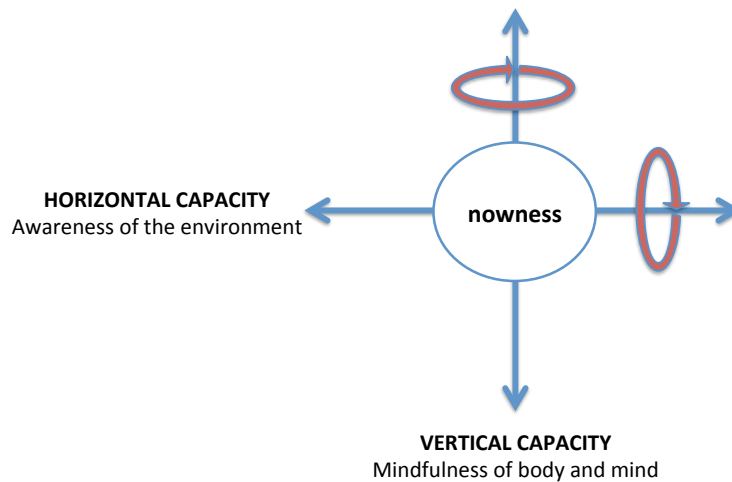 HORIZONTAL CAPACITY
Awareness of the environment
nowness
VERTICAL CAPACITY
Mindfulness of body and mind